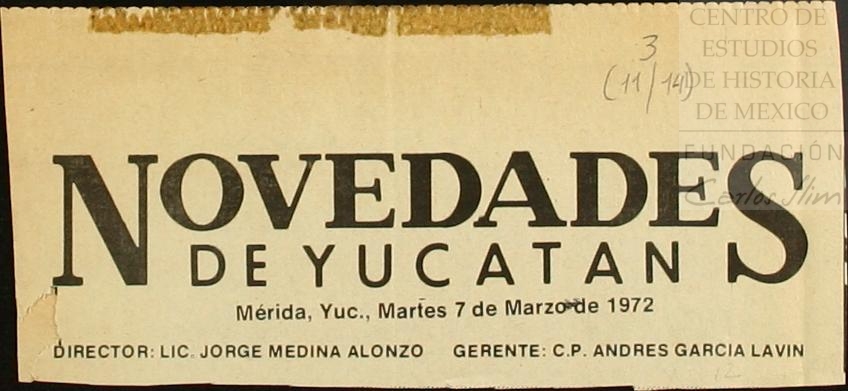 CENTRO DE
ESTUDIOS
DE HISTORIA
DE MEXICO
FUNDACIÓN
Carlos Slim
3
(11/14)
NOVEDADES
DE YUCATAN
Mérida, Yuc., Martes 7 de Marzo de 1972
DIRECTOR: LIC. JORGE MEDINA ALONZO GERENTE: C.P. ANDRES GARCIA LAVIN
12